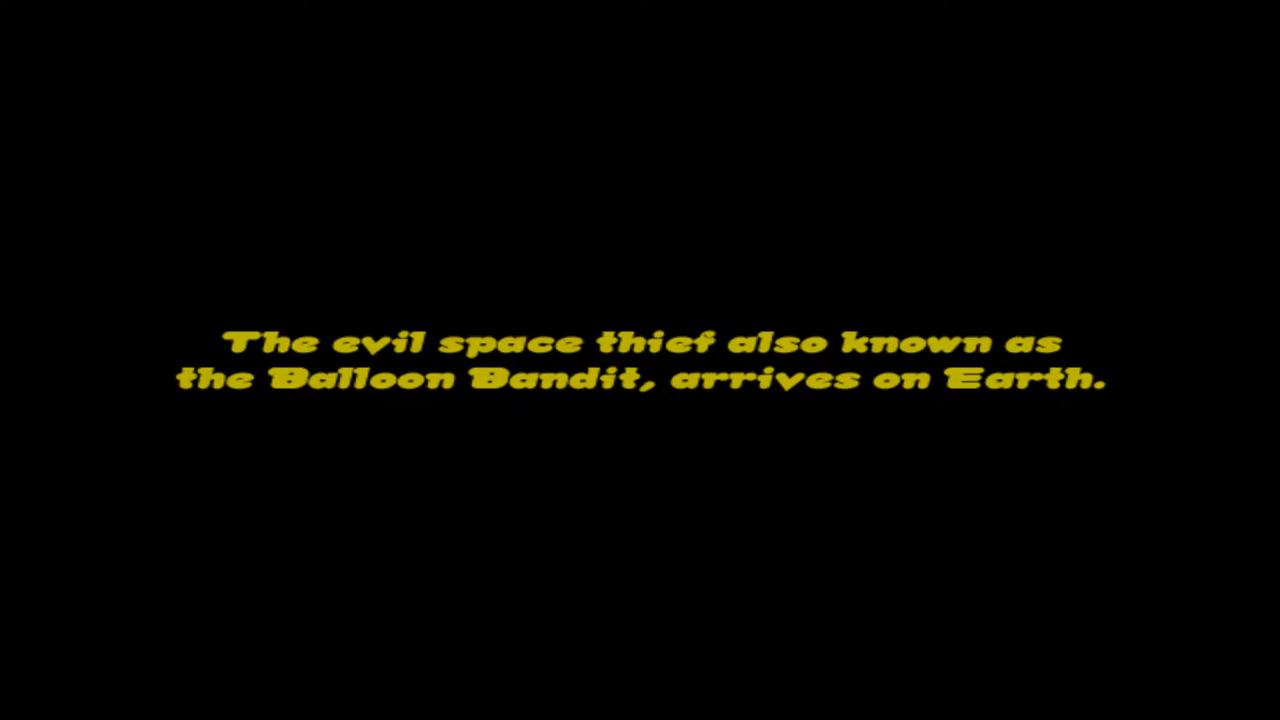 The evil space thief also known as
the Balloon Bandit, arrives on Earth.